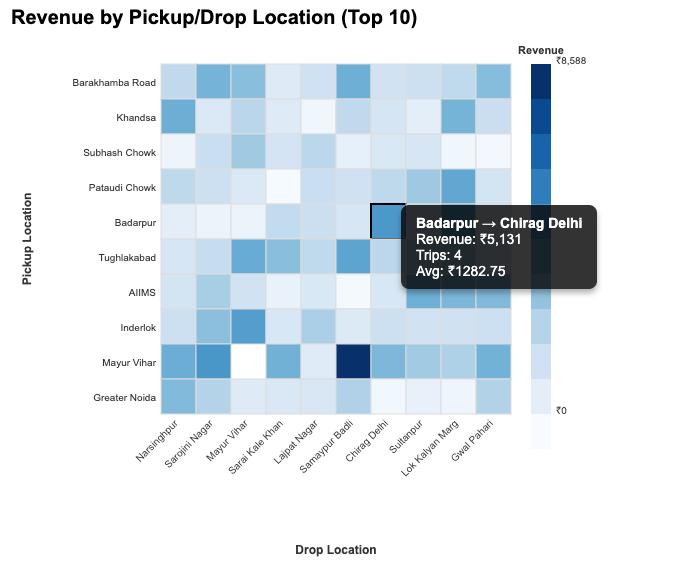 Revenue by Pickup/Drop Location (Top 10)
Revenue
₹8,588
Barakhamba Road
Khandsa
Subhash Chowk
Pataudi Chowk
Badarpur
Tughlakabad
AIIMS
Inderlok
Mayur Vihar
Greater Noida
Pickup Location
Badarpur → Chirag Delhi
Revenue: ₹5,131
Trips: 4
Avg: ₹1282.75
₹0
Narsinghpur
Sarojini Nagar
Mayur Vihar
Sarai Kale Khan
Lajpat Nagar
Samaypur Badli
Chirag Delhi
Sultanpur
Lok Kalyan Marg
Gwal Pahari
Drop Location